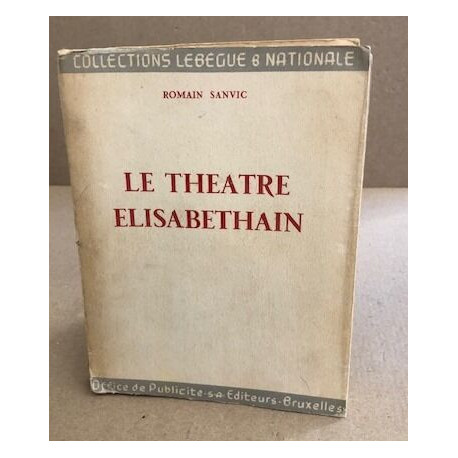 COLLECTIONS LEBEGUE & NATIONALE
ROMAIN SANVIC
LE THEATRE
ELISABETHAIN
Office de Publicité-s.a-Editeurs-Bruxelles